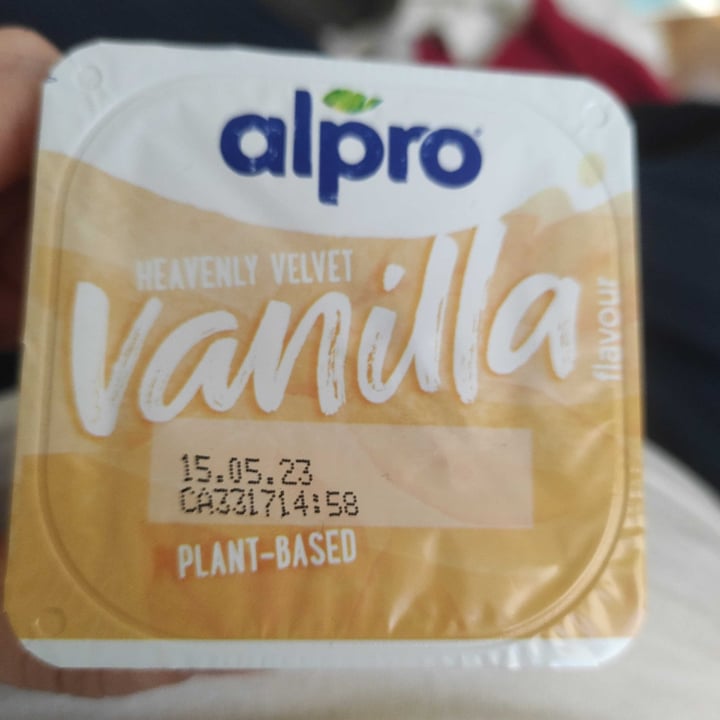 alpro
HEAVENLY VELVET
vanilla
flavour
15.05.23
CA331714:58
PLANT-BASED